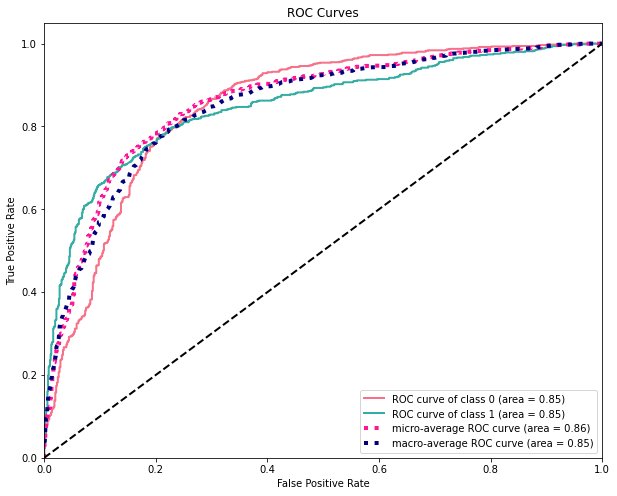 ROC Curves
True Positive Rate
1.0
0.8
0.6
0.4
0.2
0.0
0.0 0.2 0.4 0.6 0.8 1.0
False Positive Rate
ROC curve of class 0 (area = 0.85)
ROC curve of class 1 (area = 0.85)
micro-average ROC curve (area = 0.86)
macro-average ROC curve (area = 0.85)